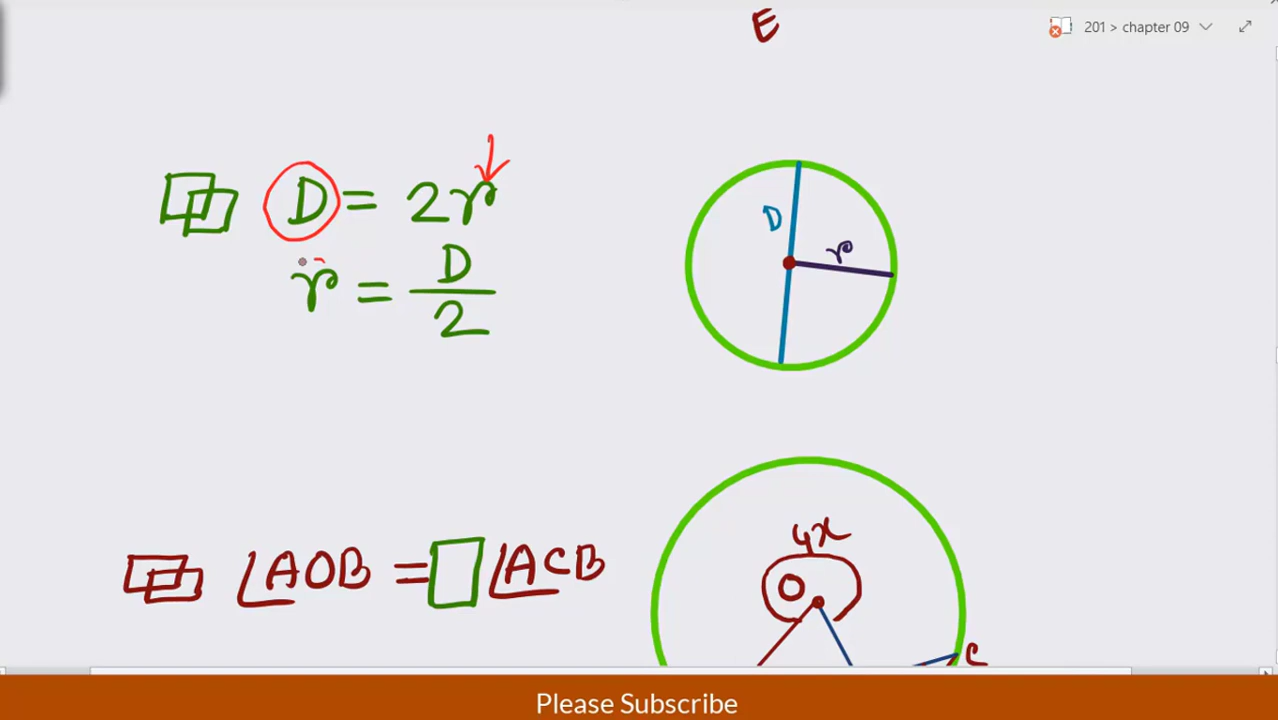 E
201 > chapter 09
D = 2r
r = D/2
D
r
4x
∠AOB = □ ∠ACB
O
C
Please Subscribe